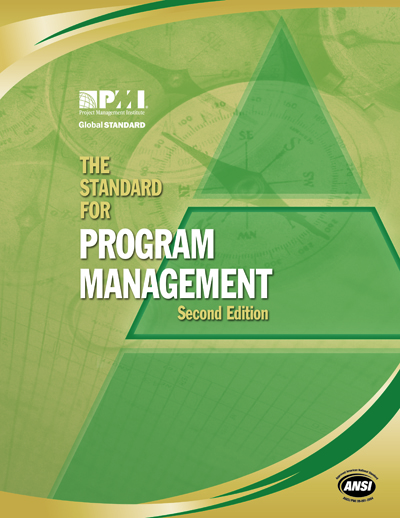 PMI
Project Management Institute
Global STANDARD
THE
STANDARD
FOR
PROGRAM
MANAGEMENT
Second Edition
ANSI